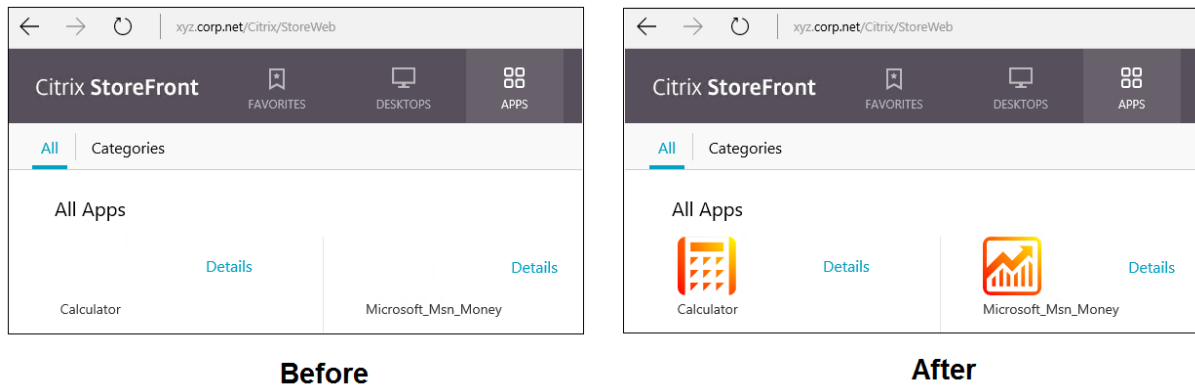 xyz.corp.net/Citrix/StoreWeb
Citrix StoreFront
FAVORITES
DESKTOPS
APPS
All
Categories
All Apps
Details
Details
Calculator
Microsoft_Msn_Money
Before
xyz.corp.net/Citrix/StoreWeb
Citrix StoreFront
FAVORITES
DESKTOPS
APPS
All
Categories
All Apps
Details
Details
Calculator
Microsoft_Msn_Money
After